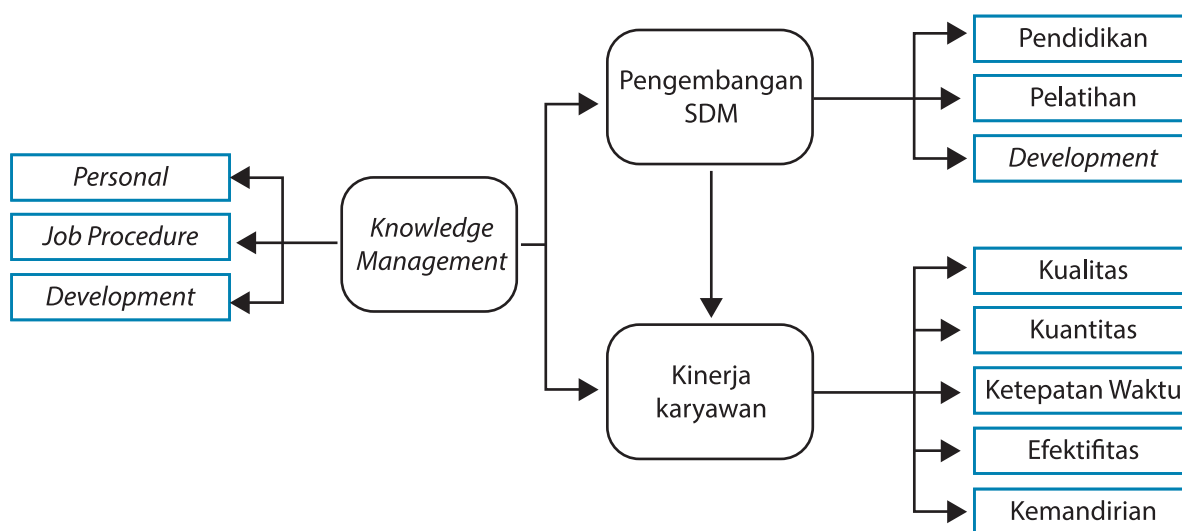 Personal
Job Procedure
Development
Knowledge
Management
Pengembangan
SDM
Kinerja
karyawan
Pendidikan
Pelatihan
Development
Kualitas
Kuantitas
Ketepatan Waktu
Efektifitas
Kemandirian